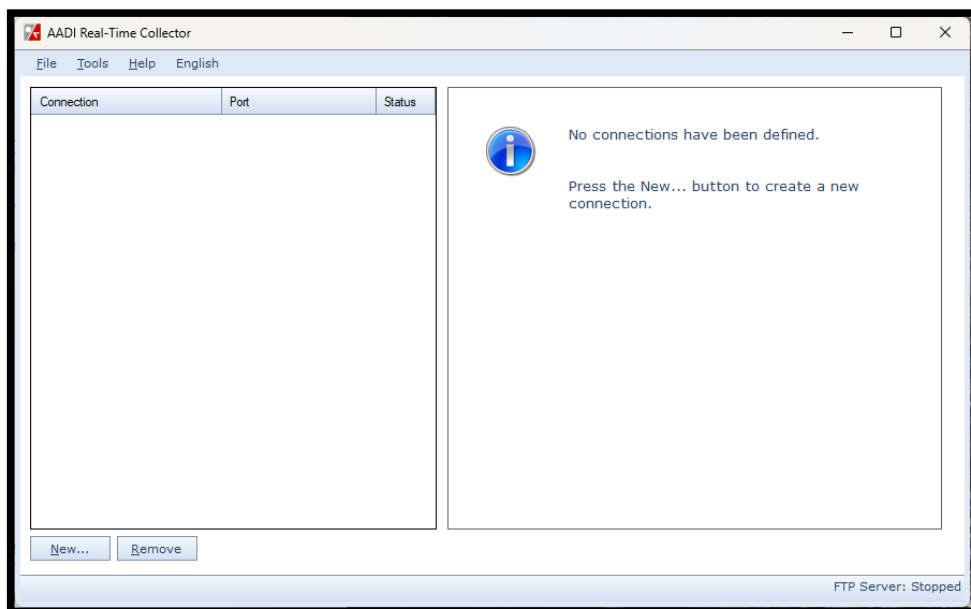 AADI Real-Time Collector
File Tools Help English
Connection Port Status
No connections have been defined.
Press the New... button to create a new
connection.
New... Remove
FTP Server: Stopped